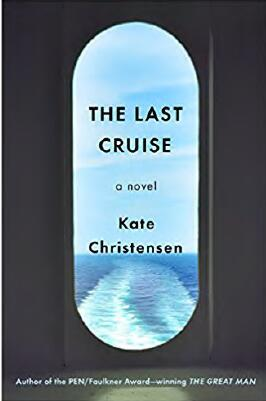 THE LAST
CRUISE
a novel
Kate
Christensen
Author of the PEN/Faulkner Award—winning THE GREAT MAN